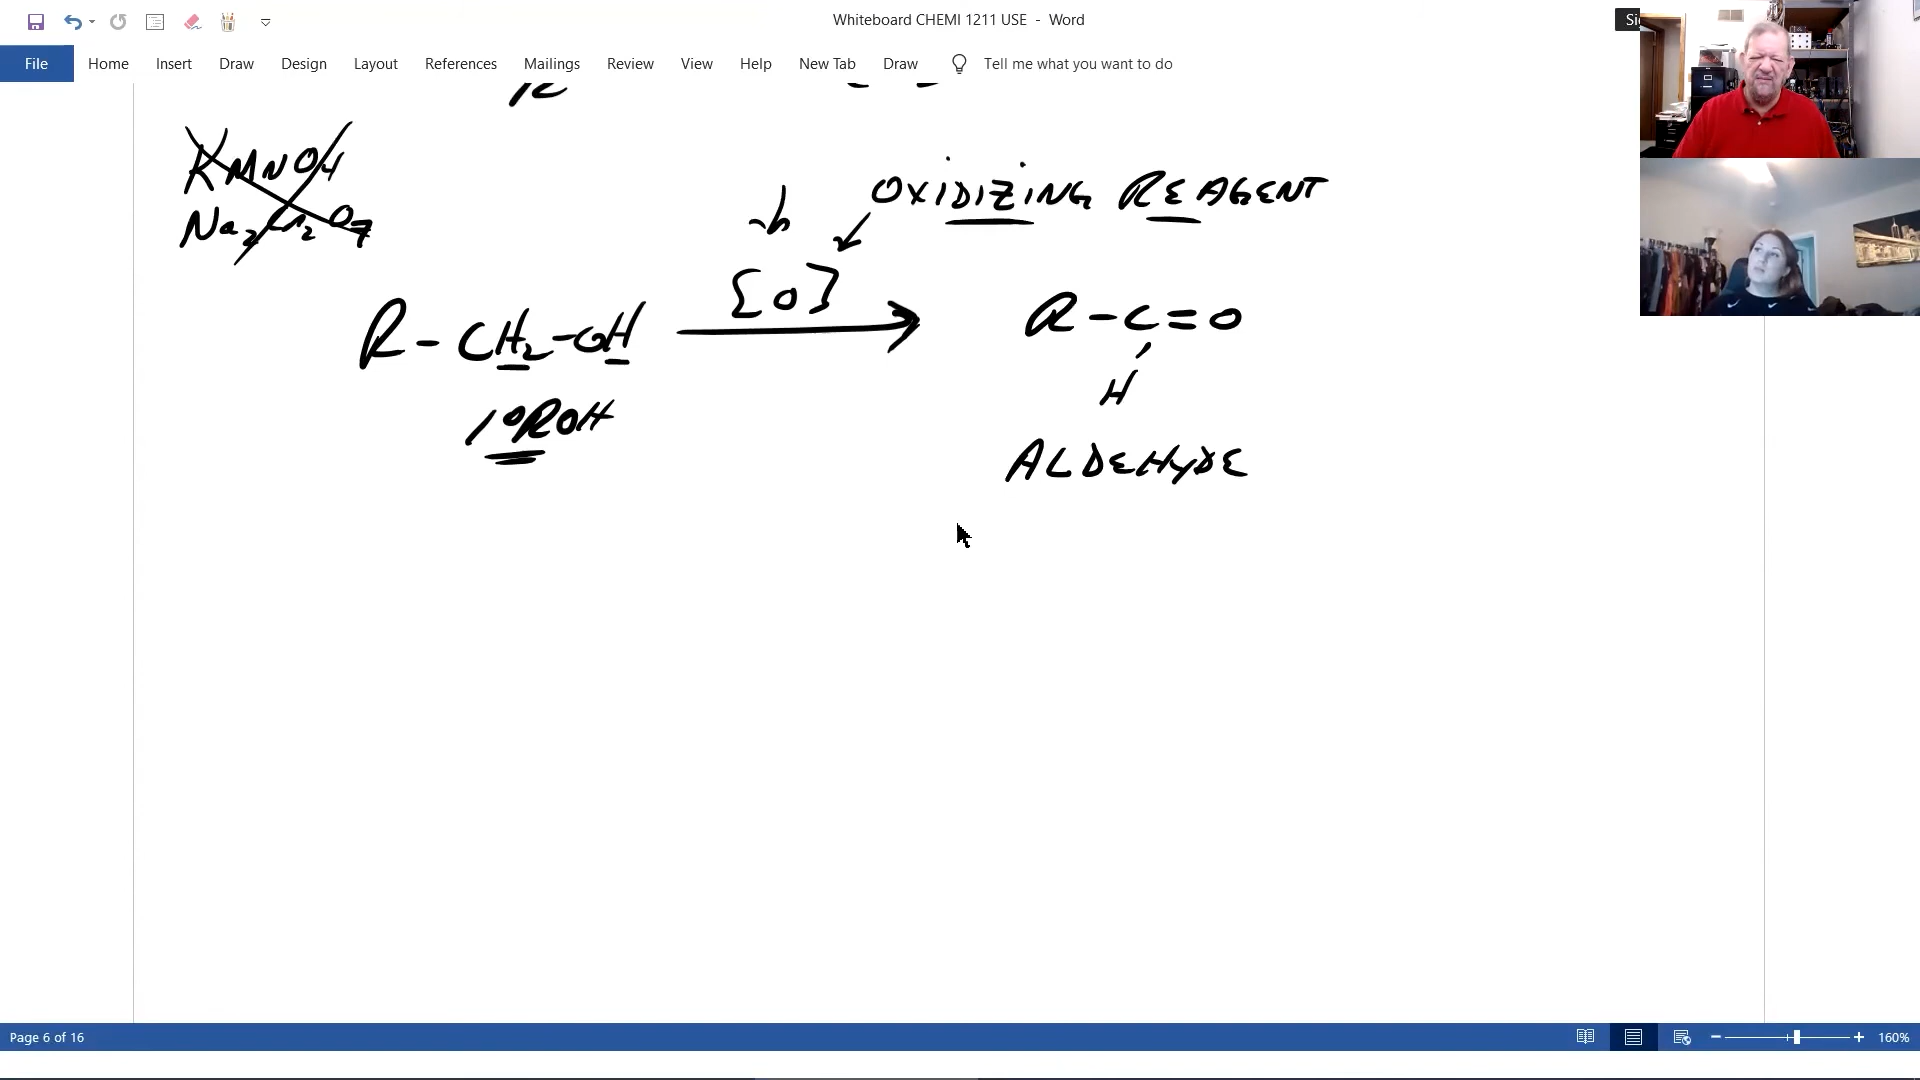 Whiteboard CHEMI 1211 USE - Word
Si
File Home Insert Draw Design Layout References Mailings Review View Help New Tab Draw Tell me what you want to do
KMnO4
Na2Cr2O7
OXIDIZING REAGENT
[O]
R-CH2-OH
R-C=O
H
1°ROH
ALDEHYDE
Page 6 of 16
160%